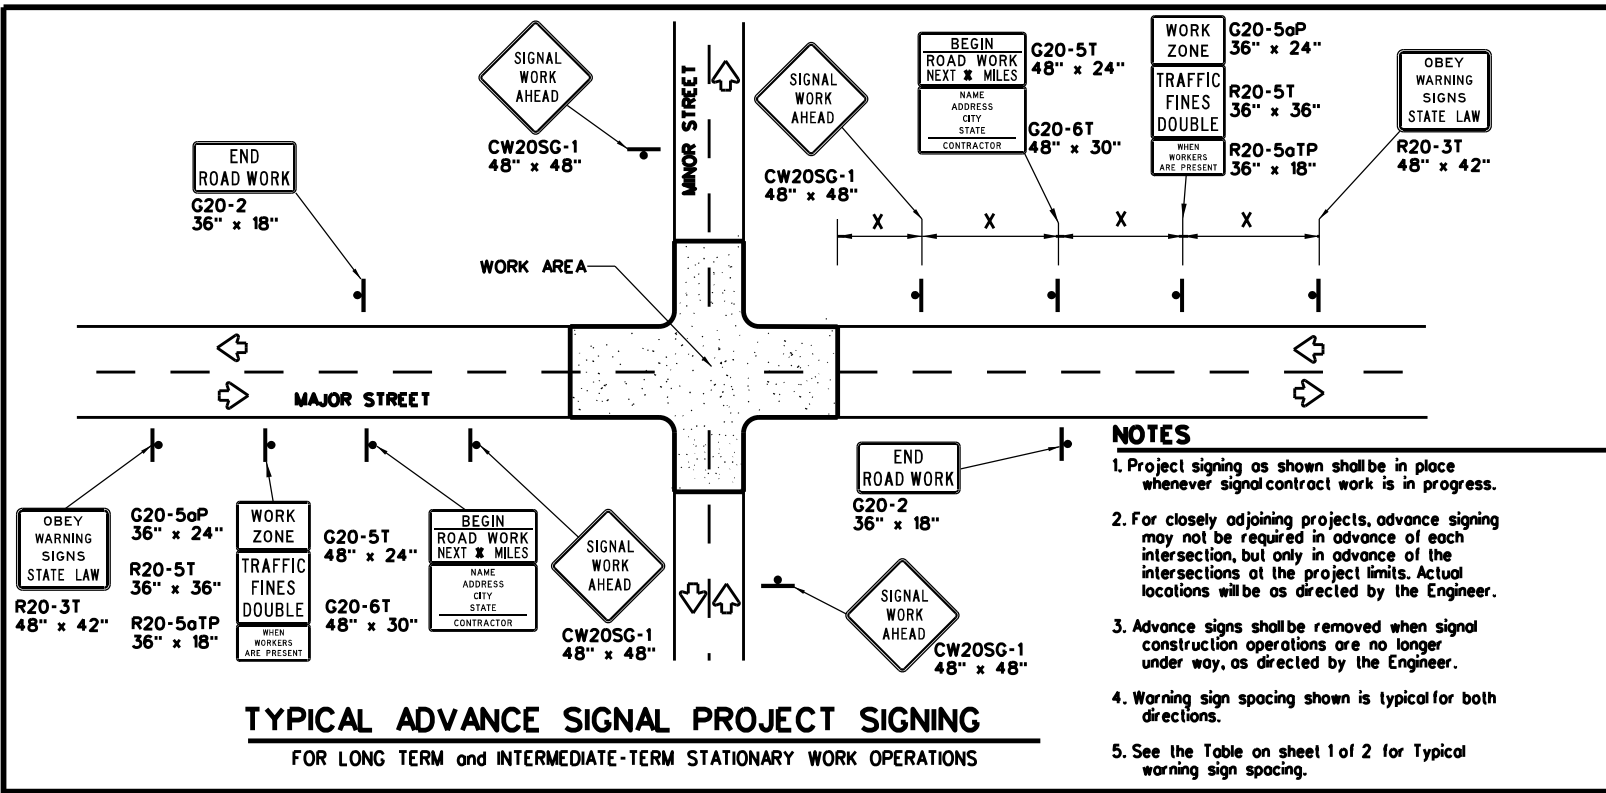 SIGNAL
WORK
AHEAD
CW20SG-1
48" x 48"
END
ROAD WORK
G20-2
36" x 18"
MINOR STREET
SIGNAL
WORK
AHEAD
CW20SG-1
48" x 48"
BEGIN
ROAD WORK
NEXT X MILES
NAME
ADDRESS
CITY
STATE
CONTRACTOR
G20-5T
48" x 24"
G20-6T
48" x 30"
WORK
ZONE
TRAFFIC
FINES
DOUBLE
WHEN
WORKERS
ARE PRESENT
G20-5aP
36" x 24"
R20-5T
36" x 36"
R20-5aTP
36" x 18"
OBEY
WARNING
SIGNS
STATE LAW
R20-3T
48" x 42"
X X X X
WORK AREA
MAJOR STREET
OBEY
WARNING
SIGNS
STATE LAW
R20-3T
48" x 42"
G20-5aP
36" x 24"
R20-5T
36" x 36"
R20-5aTP
36" x 18"
WORK
ZONE
TRAFFIC
FINES
DOUBLE
WHEN
WORKERS
ARE PRESENT
G20-5T
48" x 24"
G20-6T
48" x 30"
BEGIN
ROAD WORK
NEXT X MILES
NAME
ADDRESS
CITY
STATE
CONTRACTOR
SIGNAL
WORK
AHEAD
CW20SG-1
48" x 48"
END
ROAD WORK
G20-2
36" x 18"
SIGNAL
WORK
AHEAD
CW20SG-1
48" x 48"
TYPICAL ADVANCE SIGNAL PROJECT SIGNING
FOR LONG TERM and INTERMEDIATE-TERM STATIONARY WORK OPERATIONS
NOTES
1. Project signing as shown shall be in place
whenever signal contract work is in progress.
2. For closely adjoining projects, advance signing
may not be required in advance of each
intersection, but only in advance of the
intersections at the project limits. Actual
locations will be as directed by the Engineer.
3. Advance signs shall be removed when signal
construction operations are no longer
under way, as directed by the Engineer.
4. Warning sign spacing shown is typical for both
directions.
5. See the Table on sheet 1 of 2 for Typical
warning sign spacing.